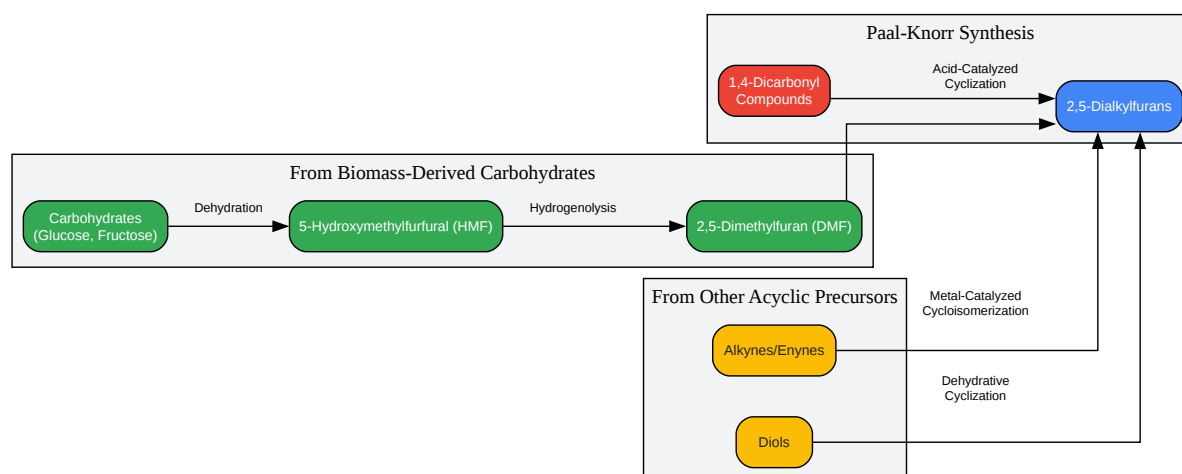 Paal-Knorr Synthesis
1,4-Dicarbonyl
Compounds
Acid-Catalyzed
Cyclization
2,5-Dialkylfurans
From Biomass-Derived Carbohydrates
Carbohydrates
(Glucose, Fructose)
Dehydration
5-Hydroxymethylfurfural (HMF)
Hydrogenolysis
2,5-Dimethylfuran (DMF)
From Other Acyclic Precursors
Alkynes/Enynes
Metal-Catalyzed
Cycloisomerization
Diols
Dehydrative
Cyclization